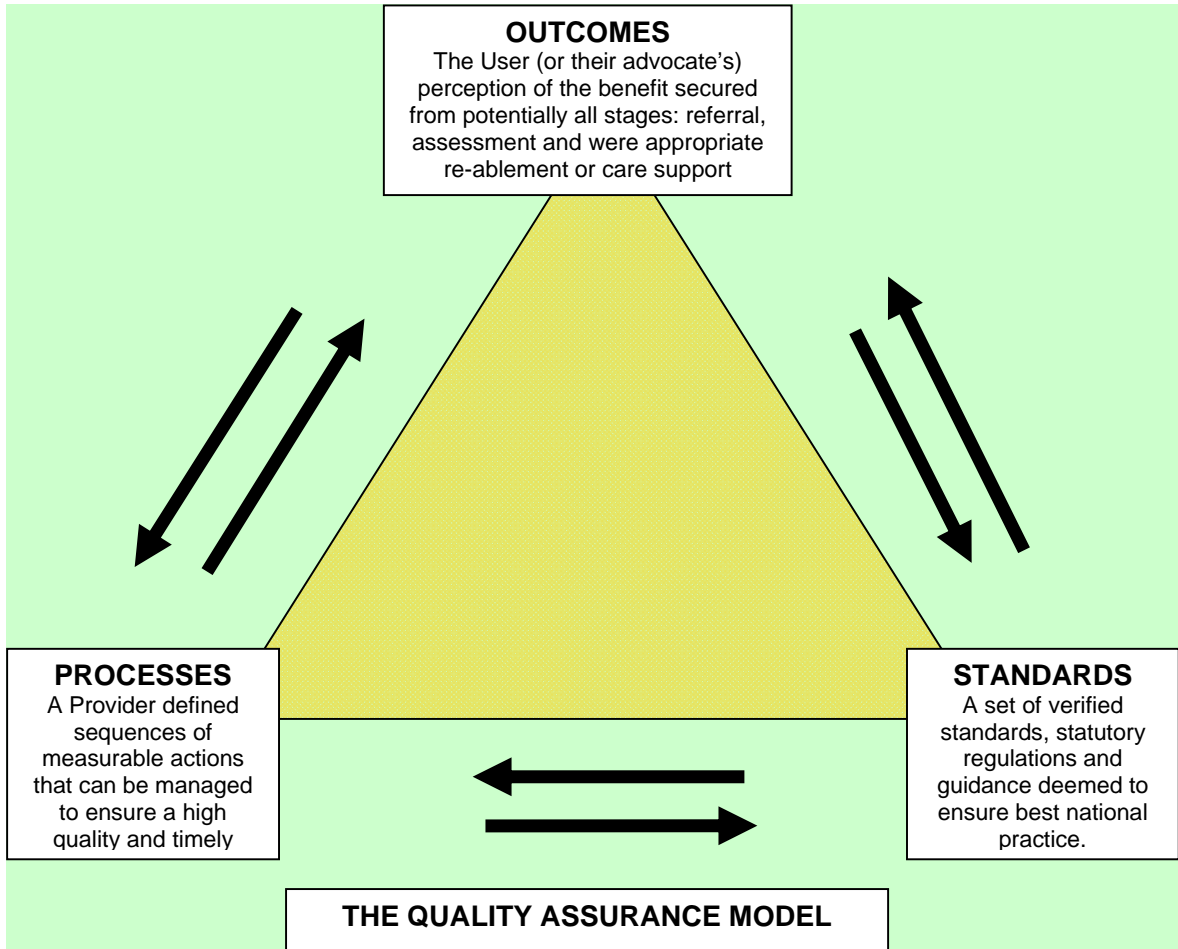 OUTCOMES
The User (or their advocate’s)
perception of the benefit secured
from potentially all stages: referral,
assessment and were appropriate
re-ablement or care support
PROCESSES
A Provider defined
sequences of
measurable actions
that can be managed
to ensure a high
quality and timely
STANDARDS
A set of verified
standards, statutory
regulations and
guidance deemed to
ensure best national
practice.
THE QUALITY ASSURANCE MODEL